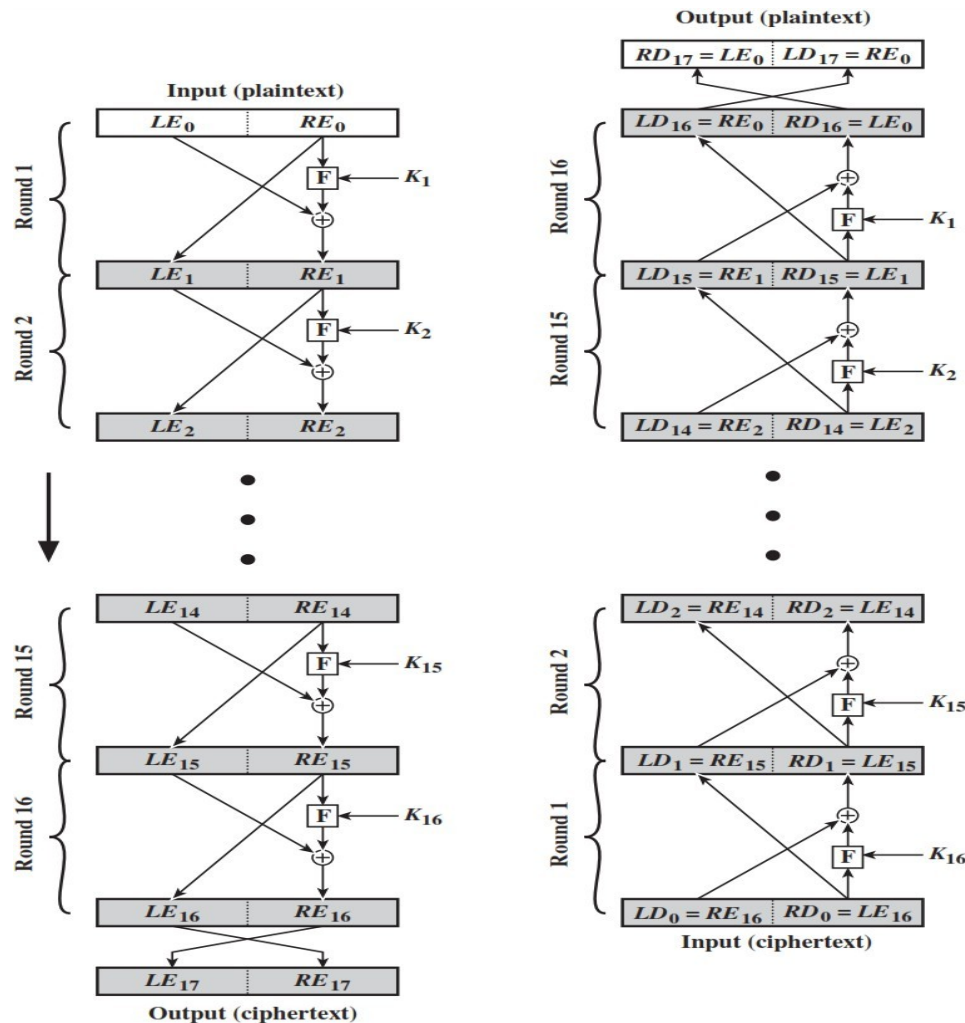 Input (plaintext)
LE0 RE0
Round 1
F
K1
+
LE1 RE1
Round 2
F
K2
+
LE2 RE2
LE14 RE14
Round 15
F
K15
+
LE15 RE15
Round 16
F
K16
+
LE16 RE16
LE17 RE17
Output (ciphertext)
Output (plaintext)
RD17 = LE0 LD17 = RE0
LD16 = RE0 RD16 = LE0
Round 16
+
F
K1
LD15 = RE1 RD15 = LE1
Round 15
+
F
K2
LD14 = RE2 RD14 = LE2
LD2 = RE14 RD2 = LE14
Round 2
+
F
K15
LD1 = RE15 RD1 = LE15
Round 1
+
F
K16
LD0 = RE16 RD0 = LE16
Input (ciphertext)